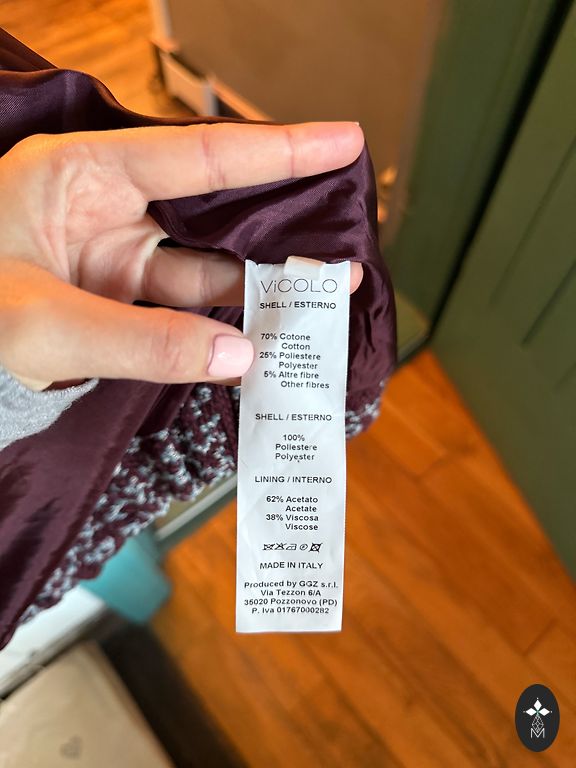 ViCOLO
SHELL / ESTERNO
70% Cotone
Cotton
25% Poliestere
Polyester
5% Altre fibre
Other fibres
SHELL / ESTERNO
100%
Poliestere
Polyester
LINING / INTERNO
62% Acetato
Acetate
38% Viscosa
Viscose
MADE IN ITALY
Produced by GGZ s.r.l.
Via Tezzon 6/A
35020 Pozzonovo (PD)
P. Iva 01767000282
M